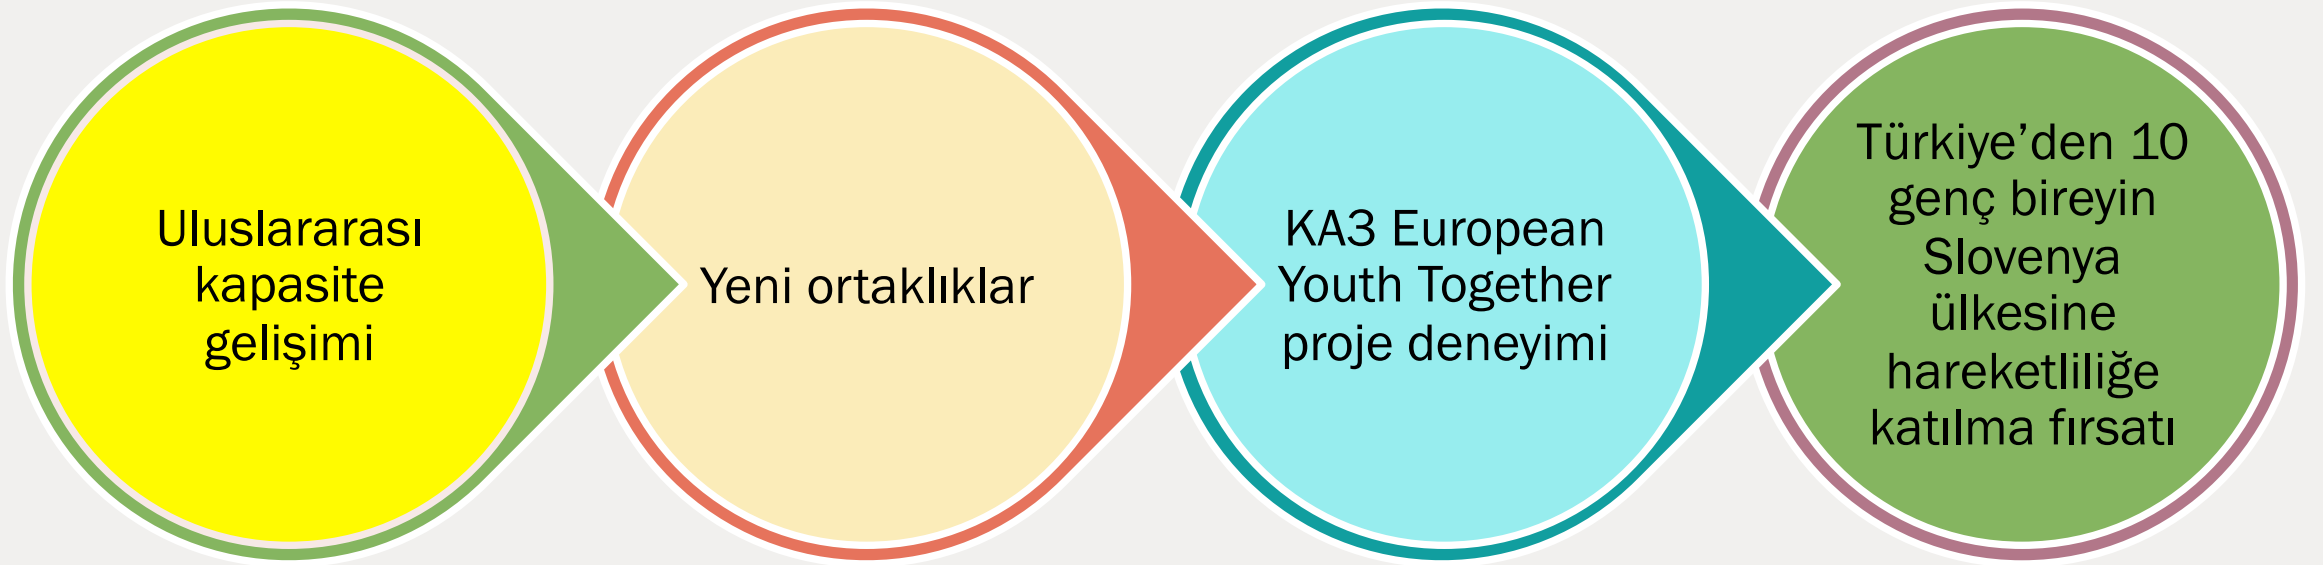 Uluslararası
kapasite
gelişimi
Yeni ortaklıklar
KA3 European
Youth Together
proje deneyimi
Türkiye’den 10
genç bireyin
Slovenya
ülkesine
hareketliliğe
katılma fırsatı